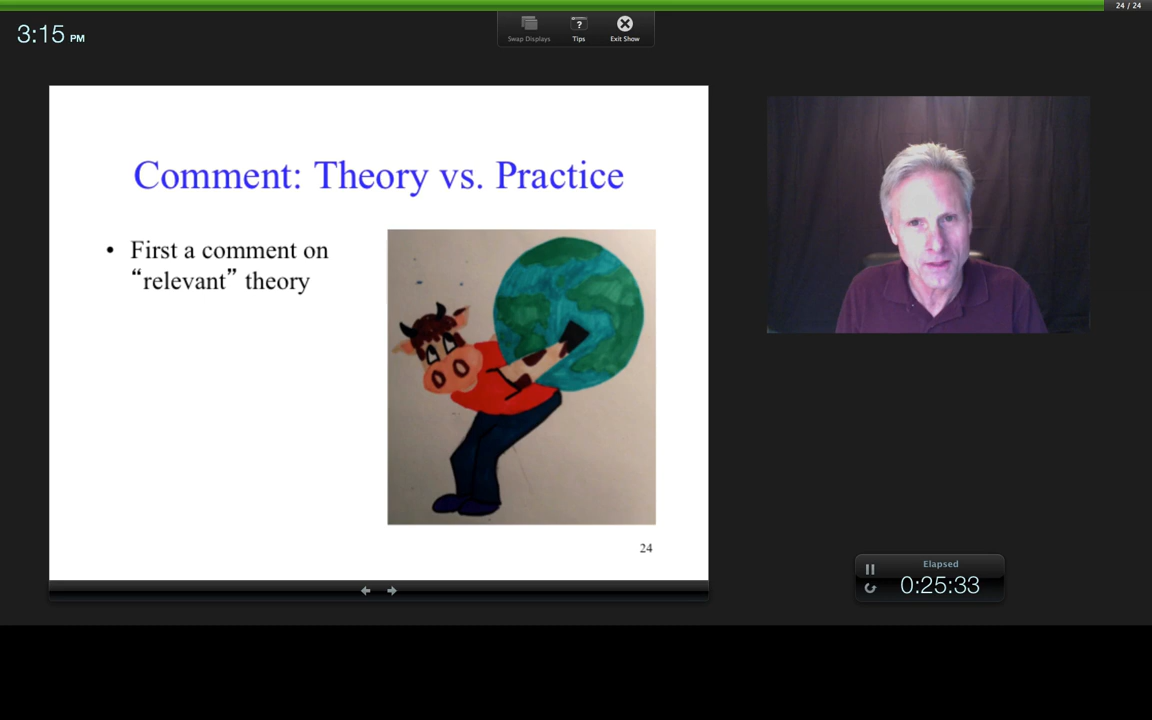 24 / 24
3:15 PM
Swap Displays
Tips
Exit Show
Comment: Theory vs. Practice
• First a comment on
“relevant” theory
24
Elapsed
0:25:33